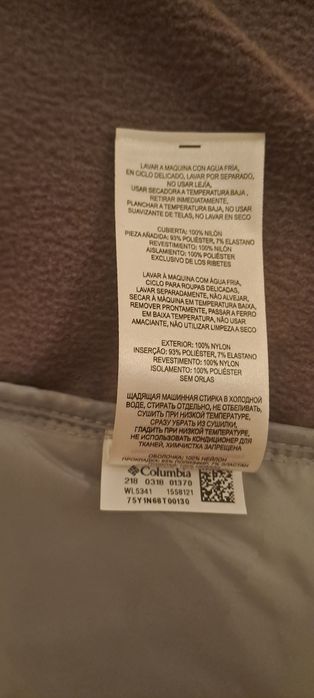 LAVAR A MAQUINA CON AGUA FRÍA,
EN CICLO DELICADO, LAVAR POR SEPARADO,
NO USAR LEJÍA,
USAR SECADORA A TEMPERATURA BAJA,
RETIRAR INMEDIATAMENTE,
PLANCHAR A TEMPERATURA BAJA, NO USAR
SUAVIZANTE DE TELAS, NO LAVAR EN SECO
CUBIERTA: 100% NILÓN
PIEZA AÑADIDA: 93% POLIÉSTER, 7% ELASTANO
REVESTIMIENTO: 100% NILÓN
AISLAMIENTO: 100% POLIÉSTER
EXCLUSIVO DE LOS RIBETES
LAVAR À MÁQUINA COM ÁGUA FRIA,
CICLO PARA ROUPAS DELICADAS,
LAVAR SEPARADAMENTE, NÃO ALVEJAR,
SECAR À MÁQUINA EM TEMPERATURA BAIXA,
REMOVER PRONTAMENTE, PASSAR A FERRO
EM BAIXA TEMPERATURA, NÃO USAR
AMACIANTE, NÃO UTILIZAR LIMPEZA A SECO
EXTERIOR: 100% NYLON
INSERÇÃO: 93% POLIÉSTER, 7% ELASTANO
REVESTIMENTO: 100% NYLON
ISOLAMENTO: 100% POLIÉSTER
SEM ORLAS
ЩАДЯЩАЯ МАШИННАЯ СТИРКА В ХОЛОДНОЙ
ВОДЕ, СТИРАТЬ ОТДЕЛЬНО, НЕ ОТБЕЛИВАТЬ,
СУШИТЬ ПРИ НИЗКОЙ ТЕМПЕРАТУРЕ,
СРАЗУ УБРАТЬ ИЗ СУШИЛКИ,
ГЛАДИТЬ ПРИ НИЗКОЙ ТЕМПЕРАТУРЕ,
НЕ ИСПОЛЬЗОВАТЬ КОНДИЦИОНЕР ДЛЯ
ТКАНЕЙ, ХИМЧИСТКА ЗАПРЕЩЕНА
ОБОЛОЧКА: 100% НЕЙЛОН
Columbia
218 0318 01370
WL5341 1558121
75Y1N68T00130